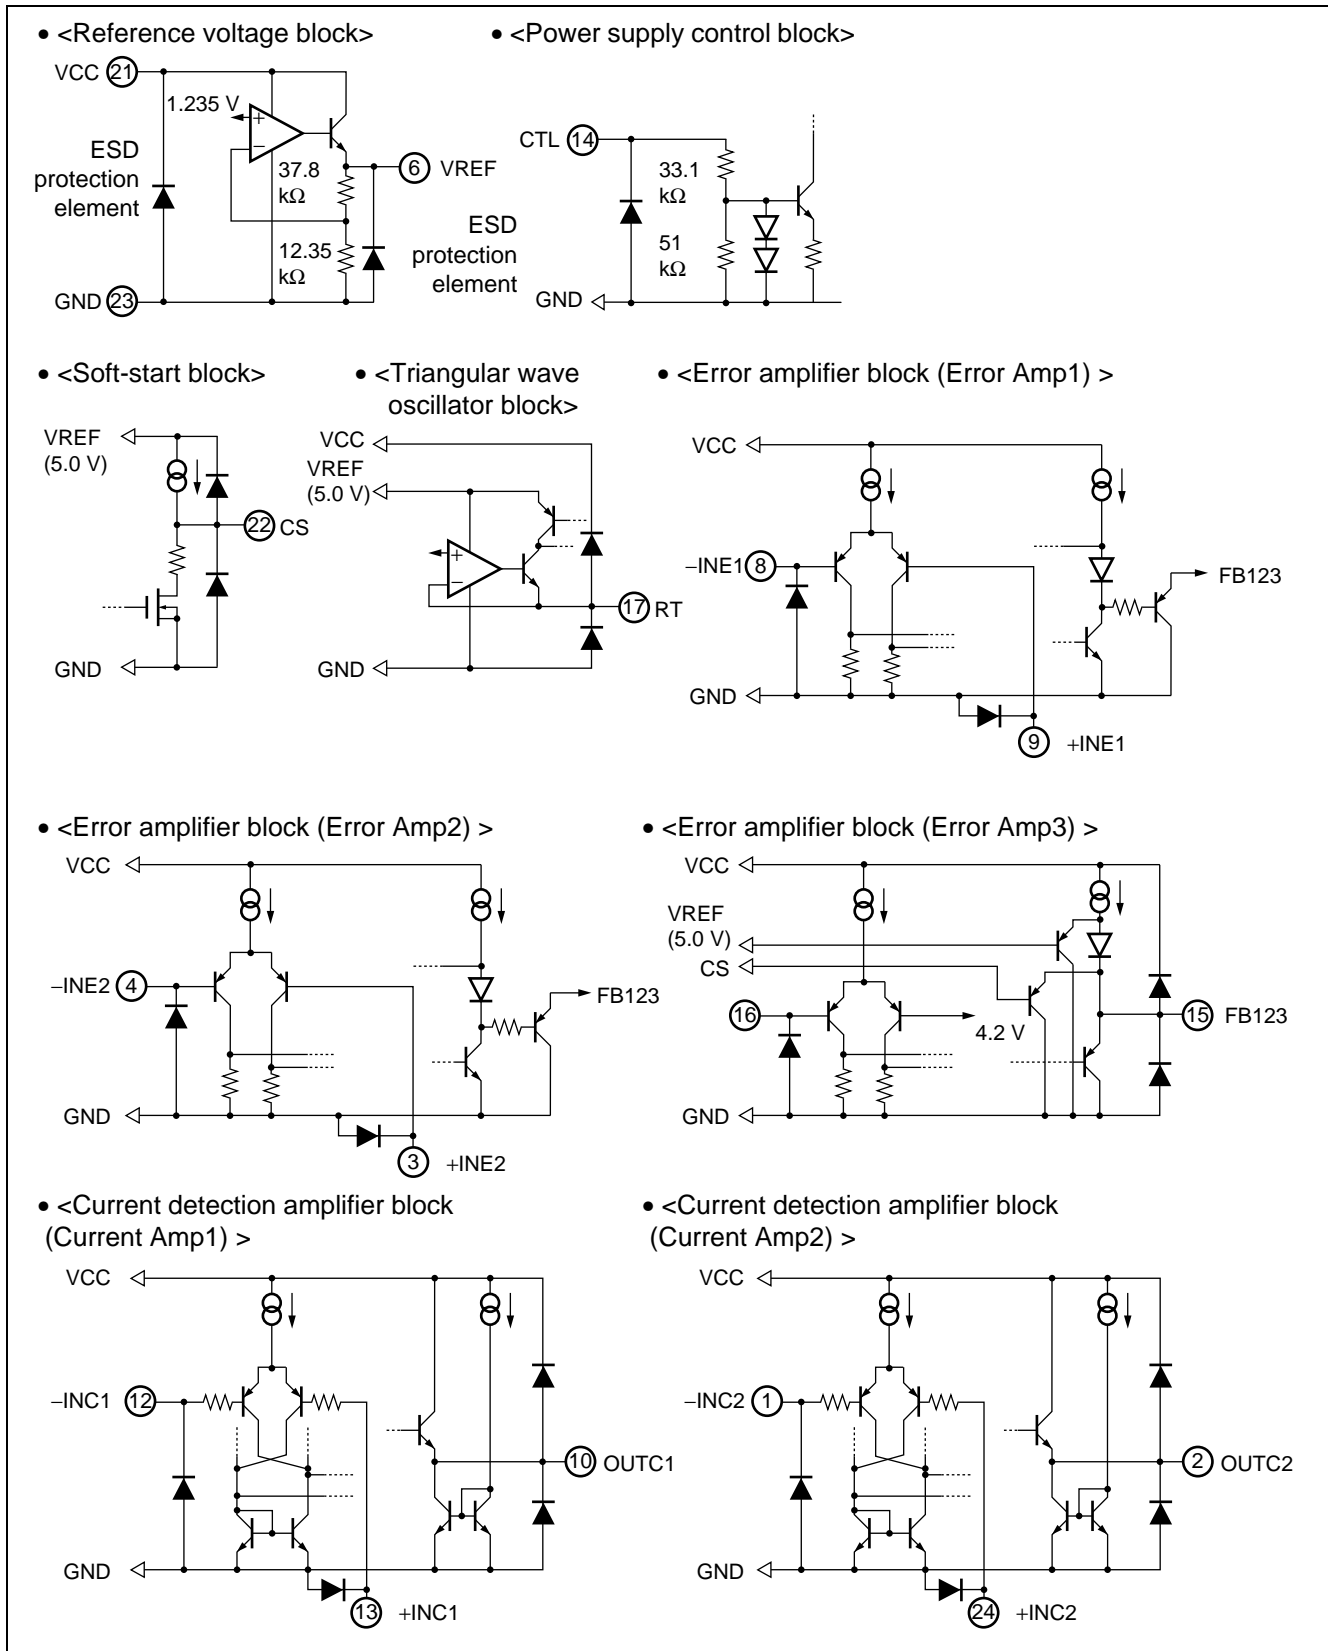 • <Reference voltage block>
VCC 21
1.235 V
+
−
ESD
protection
element
37.8
kΩ
6 VREF
12.35
kΩ
ESD
protection
element
GND 23
• <Power supply control block>
CTL 14
33.1
kΩ
51
kΩ
GND
• <Soft-start block>
VREF
(5.0 V)
22 CS
GND
• <Triangular wave
oscillator block>
VCC
VREF
(5.0 V)
+
−
17 RT
GND
• <Error amplifier block (Error Amp1) >
VCC
−INE1 8
FB123
GND
9 +INE1
• <Error amplifier block (Error Amp2) >
VCC
−INE2 4
FB123
GND
3 +INE2
• <Error amplifier block (Error Amp3) >
VCC
VREF
(5.0 V)
CS
16
4.2 V
15 FB123
GND
• <Current detection amplifier block
(Current Amp1) >
VCC
−INC1 12
10 OUTC1
GND
13 +INC1
• <Current detection amplifier block
(Current Amp2) >
VCC
−INC2 1
2 OUTC2
GND
24 +INC2